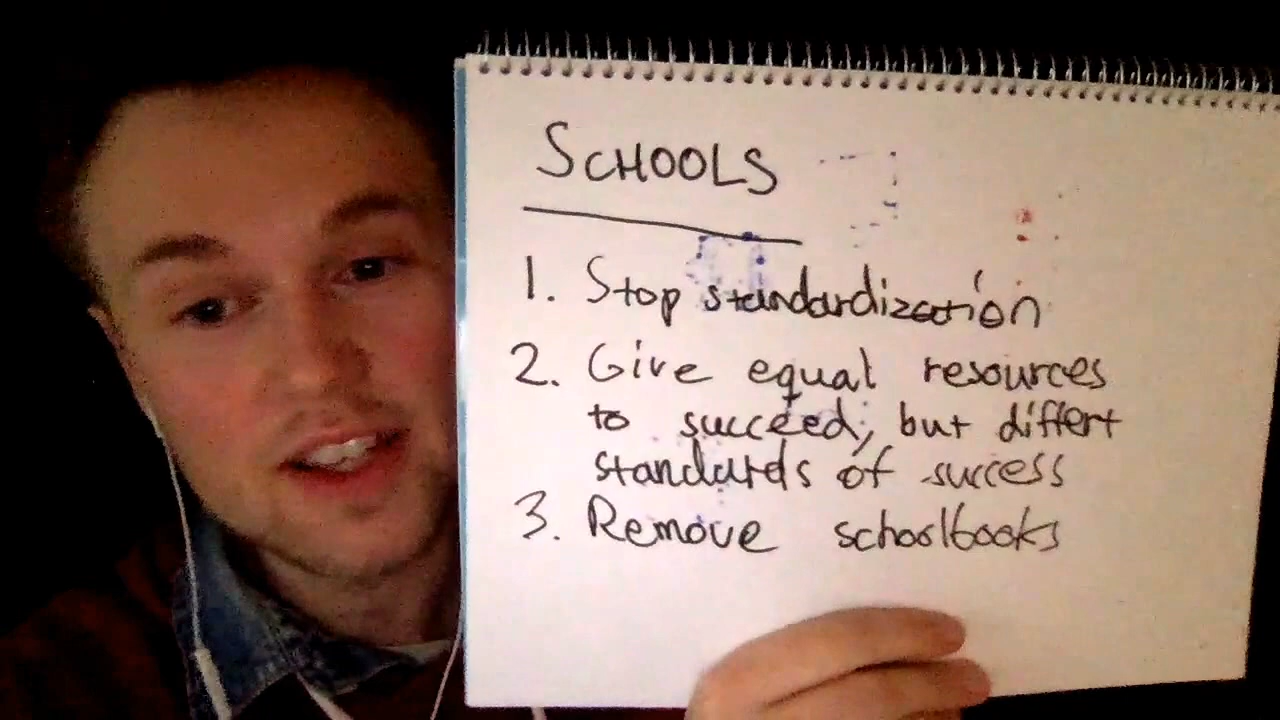 SCHOOLS
1. Stop standardization
2. Give equal resources
to succeed, but differt
standards of success
3. Remove schoolbooks